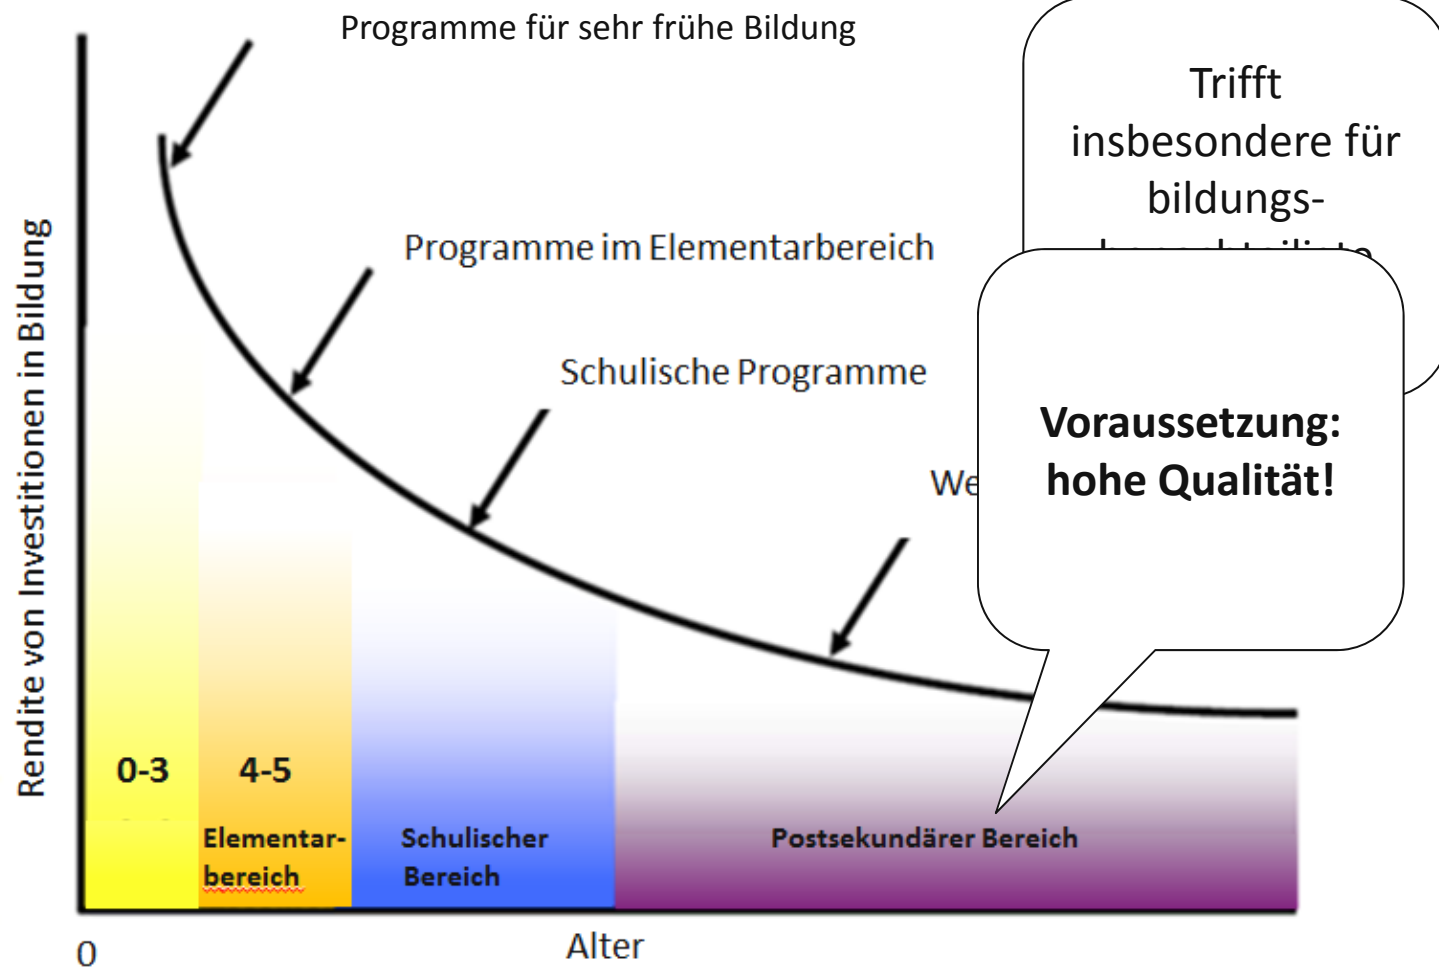 Programme für sehr frühe Bildung
Trifft
insbesondere für
bildungs-
Programme im Elementarbereich
Schulische Programme
Voraussetzung:
hohe Qualität!
Rendite von Investitionen in Bildung
0-3
4-5
Elementar-
bereich
Schulischer
Bereich
Postsekundärer Bereich
0
Alter